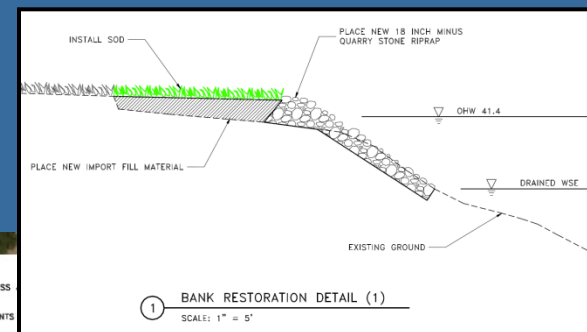 INSTALL SOD
PLACE NEW 18 INCH MINUS
QUARRY STONE RIPRAP
OHW 41.4
PLACE NEW IMPORT FILL MATERIAL
DRAINED WSE
EXISTING GROUND
1 BANK RESTORATION DETAIL (1)
SCALE: 1" = 5'